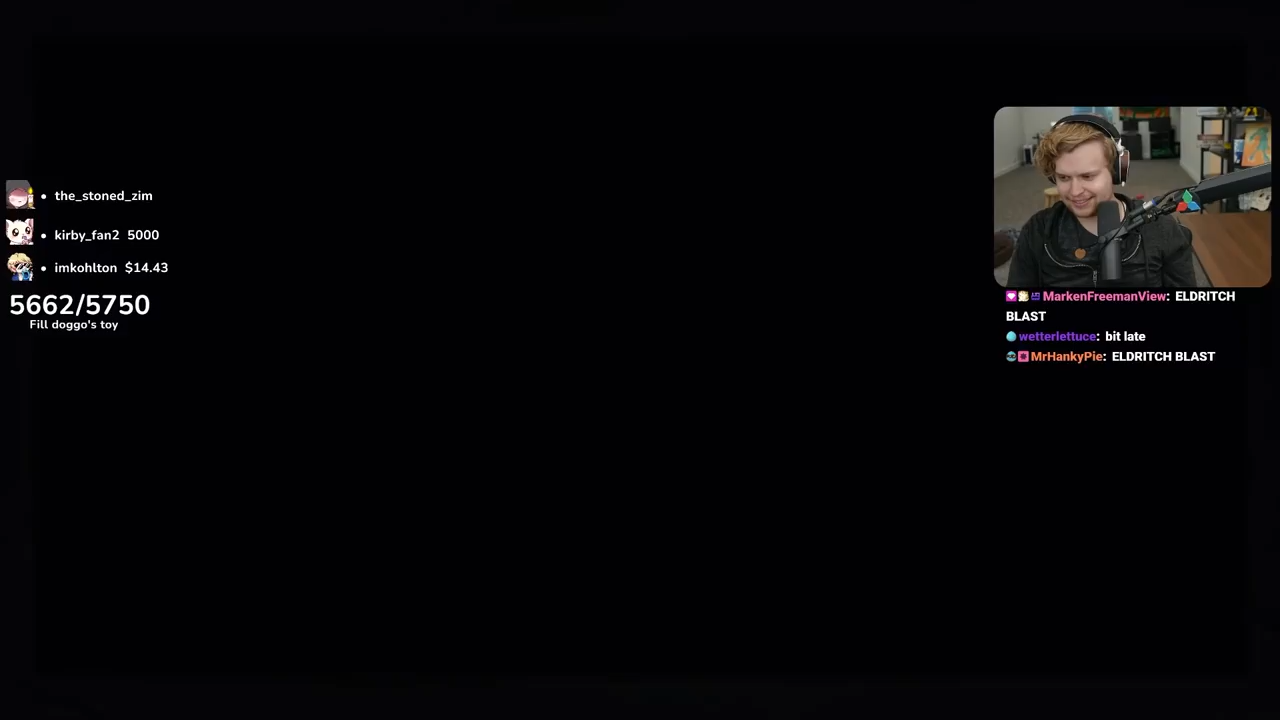 the_stoned_zim
kirby_fan2 5000
imkohlton $14.43
5662/5750
Fill doggo's toy
MarkenFreemanView: ELDRITCH
BLAST
wetterlettuce: bit late
MrHankyPie: ELDRITCH BLAST